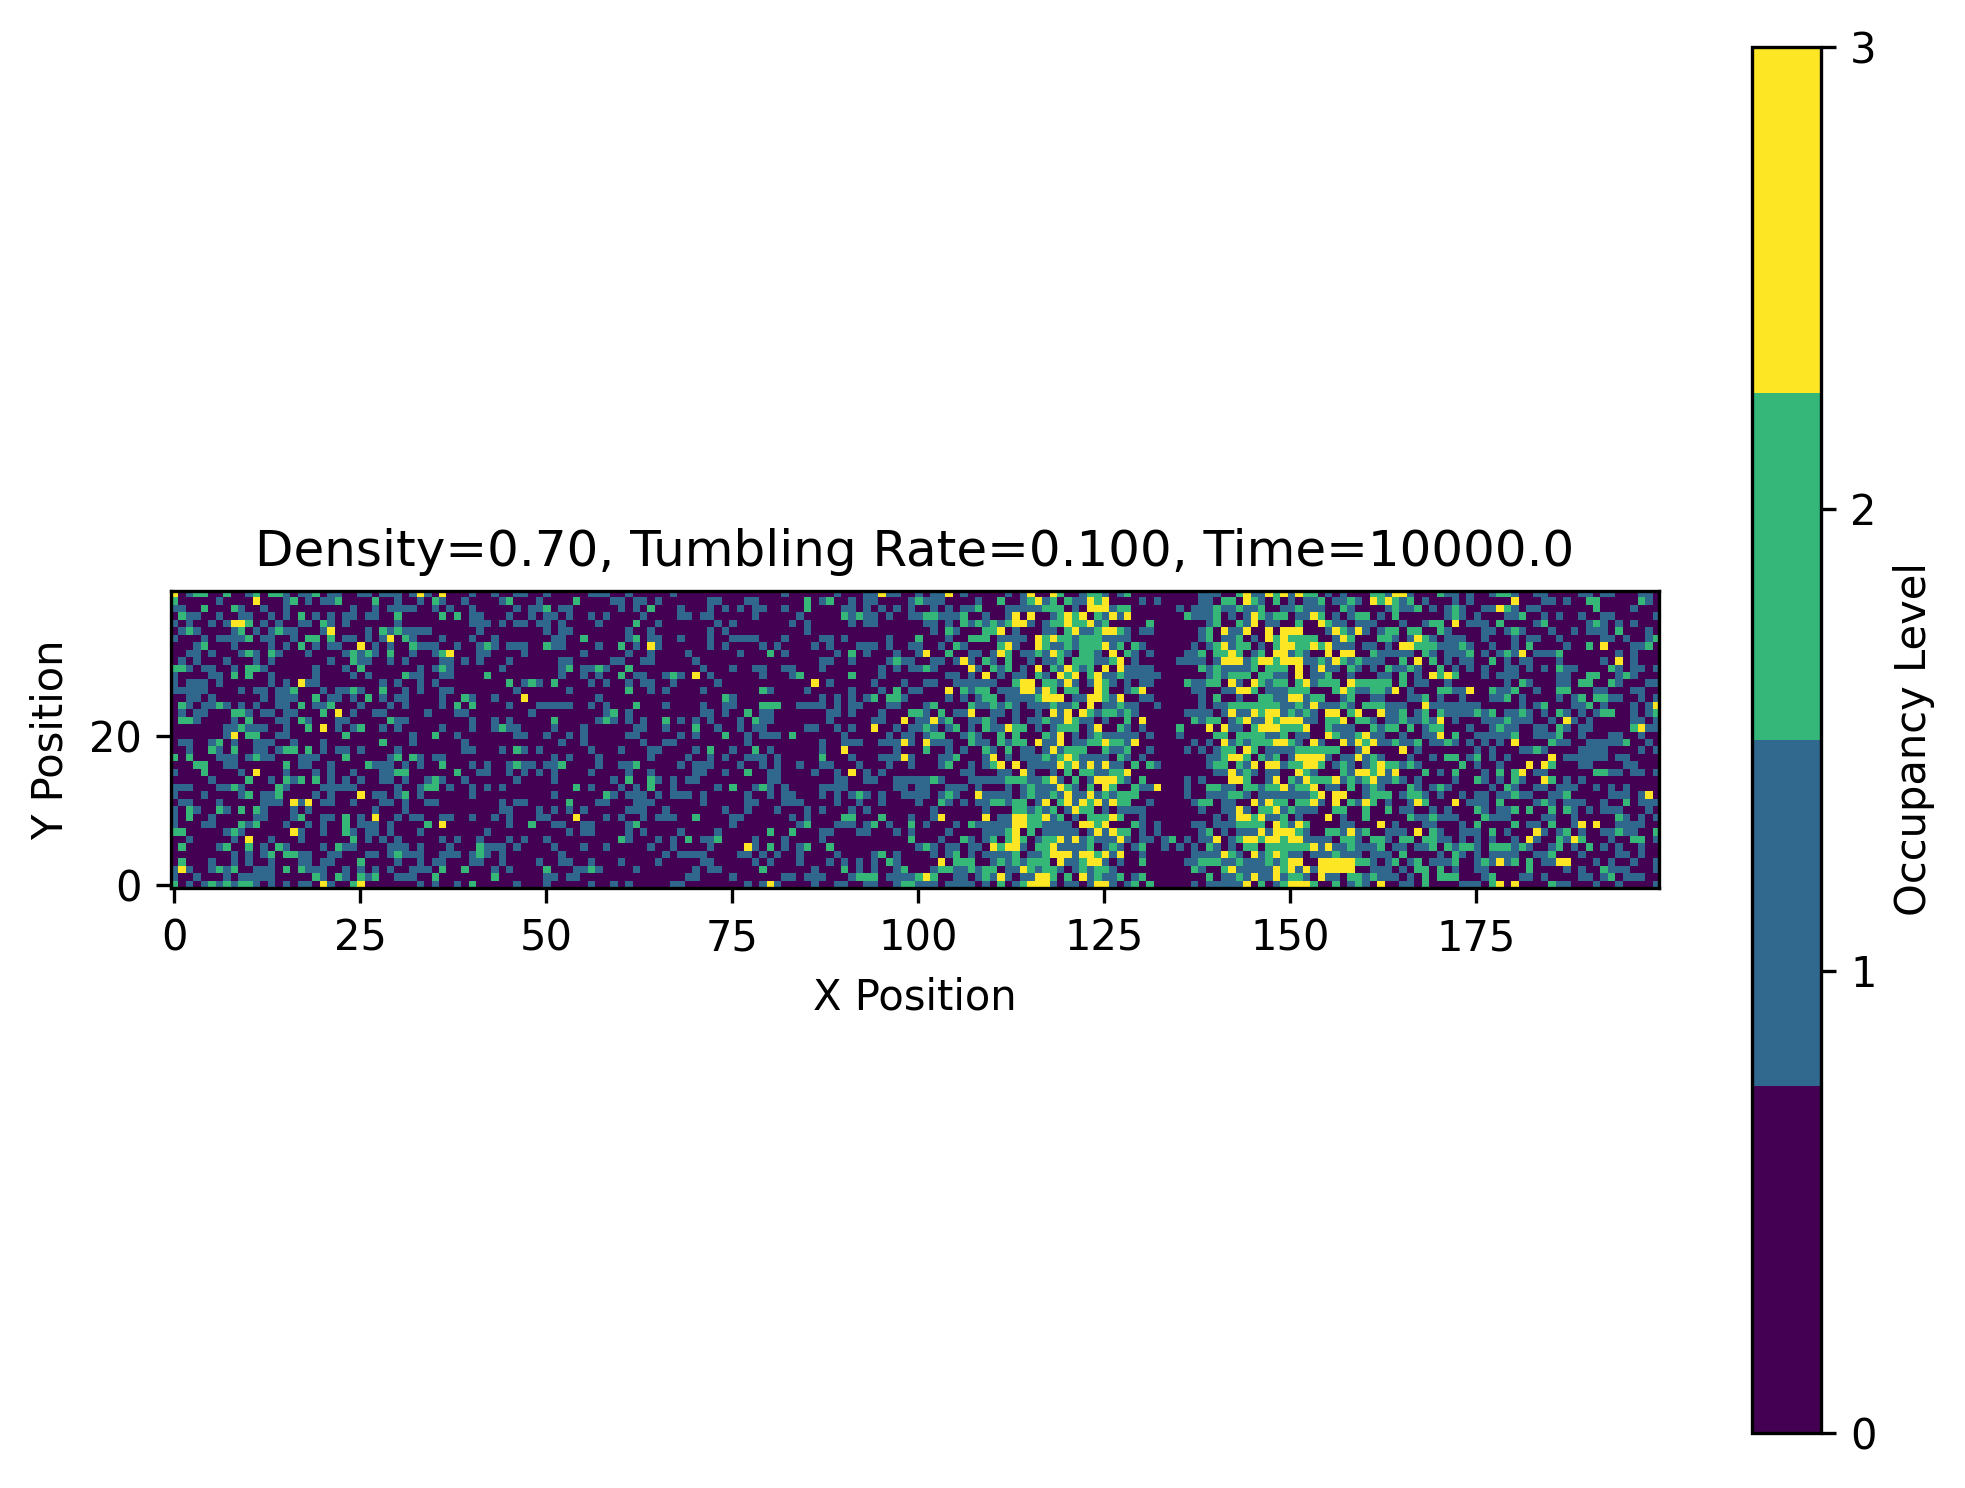 Density=0.70, Tumbling Rate=0.100, Time=10000.0
Y Position
20
0
0 25 50 75 100 125 150 175
X Position
3
2
1
0
Occupancy Level